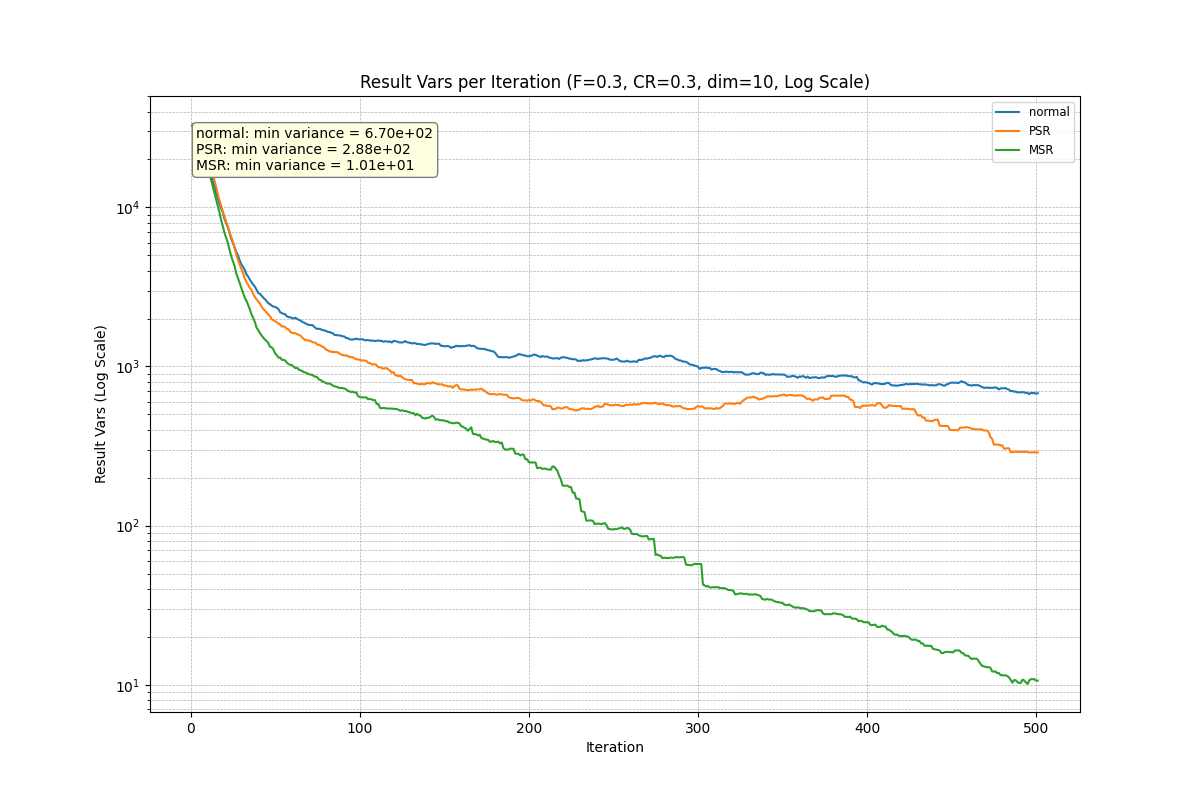 Result Vars per Iteration (F=0.3, CR=0.3, dim=10, Log Scale)
normal: min variance = 6.70e+02
PSR: min variance = 2.88e+02
MSR: min variance = 1.01e+01
normal
PSR
MSR
Result Vars (Log Scale)
10⁴
10³
10²
10¹
0 100 200 300 400 500
Iteration